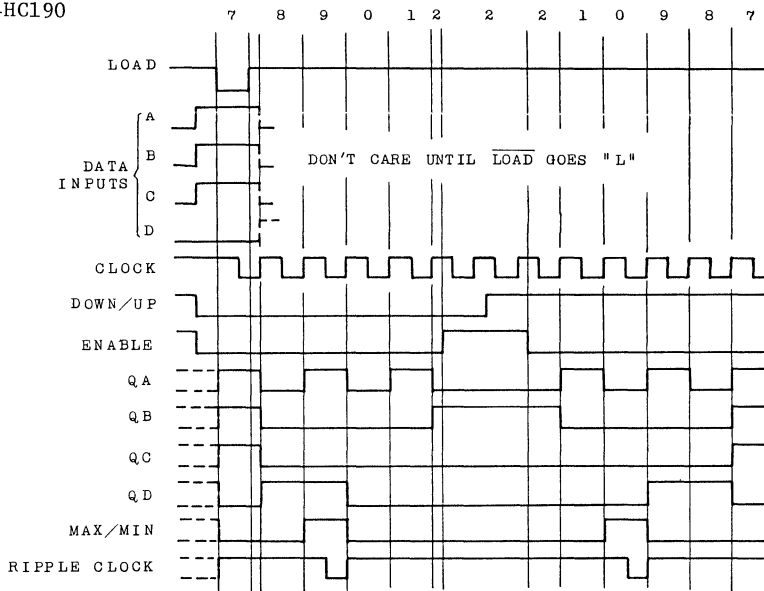 HC190
7 8 9 0 1 2 2 2 1 0 9 8 7
LOAD
A
B
DATA
INPUTS
C
D
DON'T CARE UNTIL LOAD GOES "L"
CLOCK
DOWN/UP
ENABLE
QA
QB
QC
QD
MAX/MIN
RIPPLE CLOCK